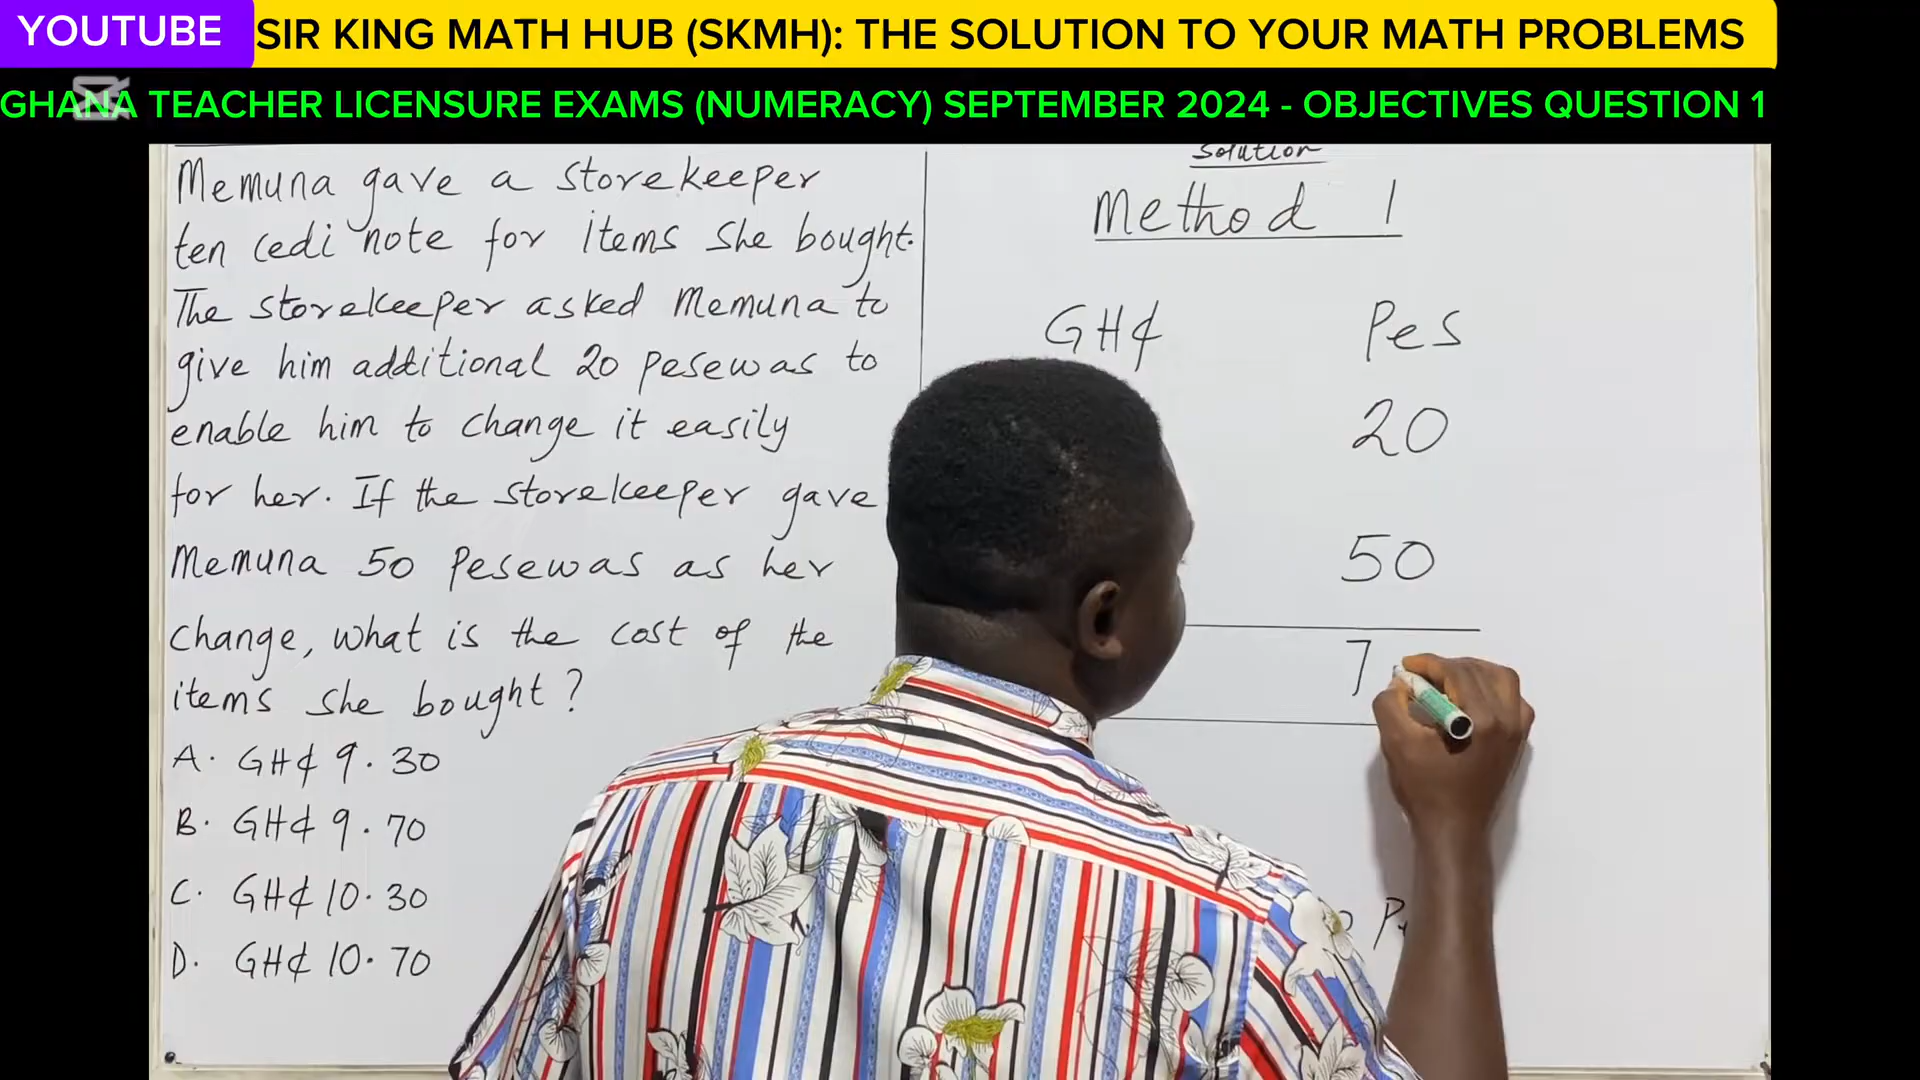 YOUTUBE SIR KING MATH HUB (SKMH): THE SOLUTION TO YOUR MATH PROBLEMS
GHANA TEACHER LICENSURE EXAMS (NUMERACY) SEPTEMBER 2024 - OBJECTIVES QUESTION 1
Memuna gave a storekeeper
ten cedi note for items she bought.
The storekeeper asked Memuna to
give him additional 20 pesewas to
enable him to change it easily
for her. If the storekeeper gave
Memuna 50 Pesewas as her
change, what is the cost of the
items she bought?
A. GH¢ 9.30
B. GH¢ 9.70
C. GH¢ 10.30
D. GH¢ 10.70
Solution
Method 1
GH¢ Pes
20
50
7